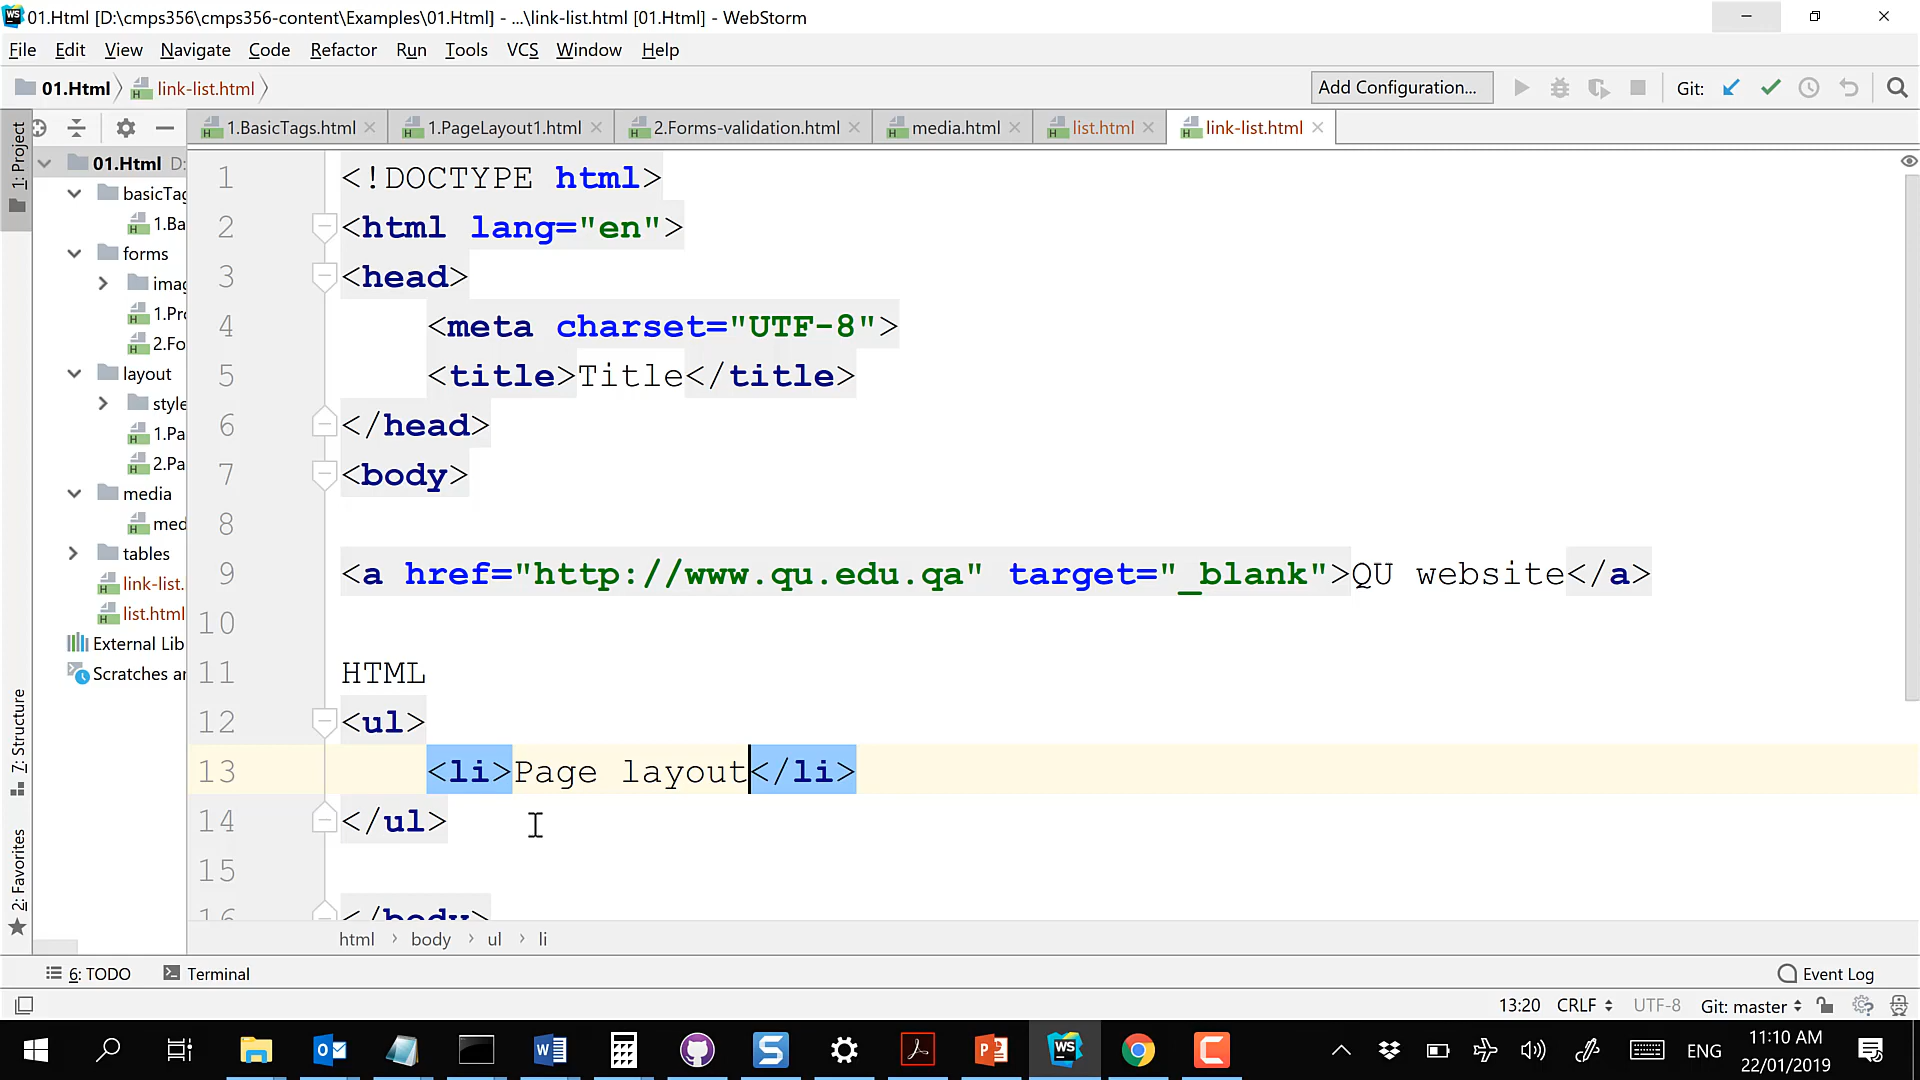 01.Html [D:\cmps356\cmps356-content\Examples\01.Html] - ...\link-list.html [01.Html] - WebStorm
File Edit View Navigate Code Refactor Run Tools VCS Window Help
01.Html link-list.html Add Configuration... Git:
1.BasicTags.html 1.PageLayout1.html 2.Forms-validation.html media.html list.html link-list.html
1: Project
01.Html D:
basicTag
1.Ba
forms
imag
1.Pro
2.Fo
layout
style
1.Pa
2.Pa
media
med
tables
link-list.
list.html
External Lib
Scratches an
7: Structure
2: Favorites
1 <!DOCTYPE html>
2 <html lang="en">
3 <head>
4 <meta charset="UTF-8">
5 <title>Title</title>
6 </head>
7 <body>
8
9 <a href="http://www.qu.edu.qa" target="_blank">QU website</a>
10
11 HTML
12 <ul>
13 <li>Page layout</li>
14 </ul>
15
16 </body>
html body ul li
6: TODO Terminal Event Log
13:20 CRLF UTF-8 Git: master
ENG 11:10 AM
22/01/2019